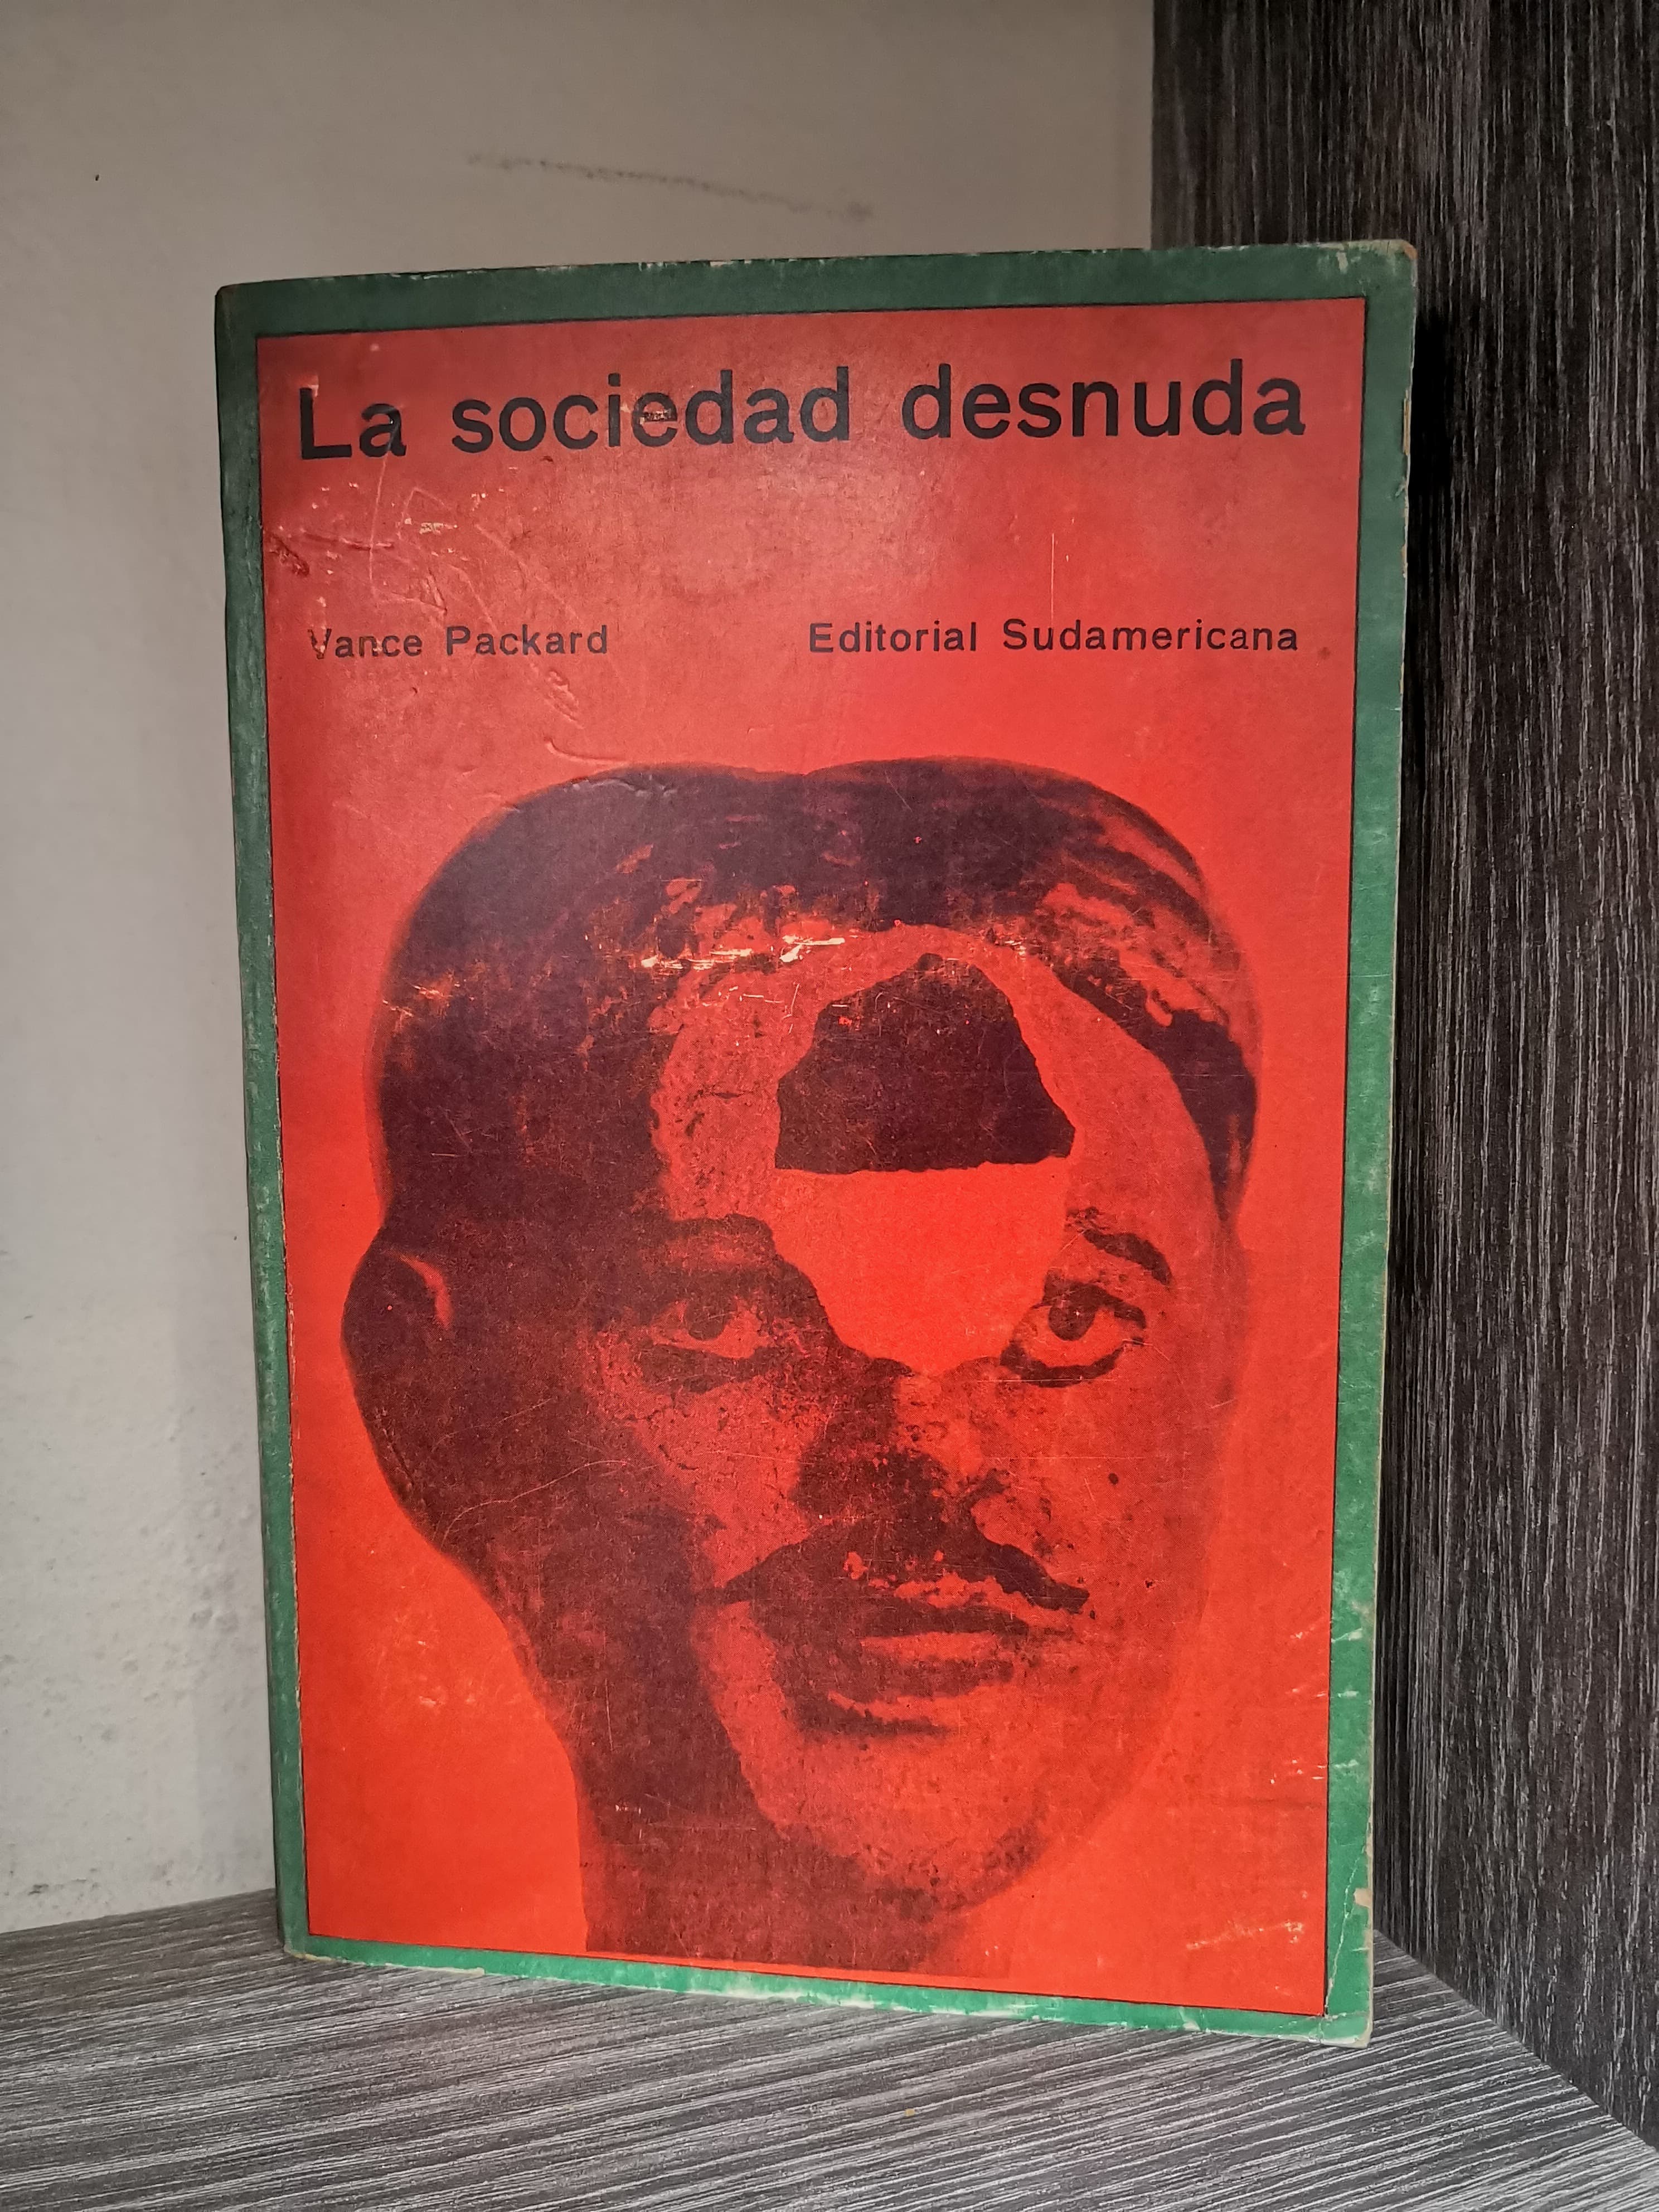 La sociedad desnuda
Vance Packard
Editorial Sudamericana